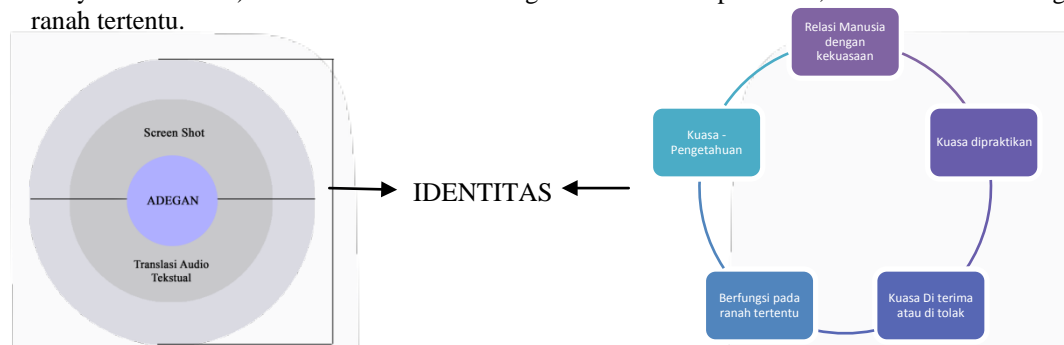 ranah tertentu.
Relasi Manusia
dengan
kekuasaan
Screen Shot
Kuasa -
Pengetahuan
Kuasa dipraktikan
ADEGAN
IDENTITAS
Translasi Audio
Tekstual
Berfungsi pada
ranah tertentu
Kuasa Di terima
atau di tolak